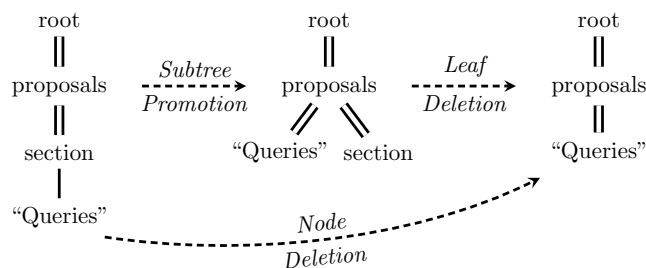 root root root
Subtree Leaf
proposals proposals proposals
Promotion Deletion
section “Queries” section “Queries”
“Queries”
Node
Deletion